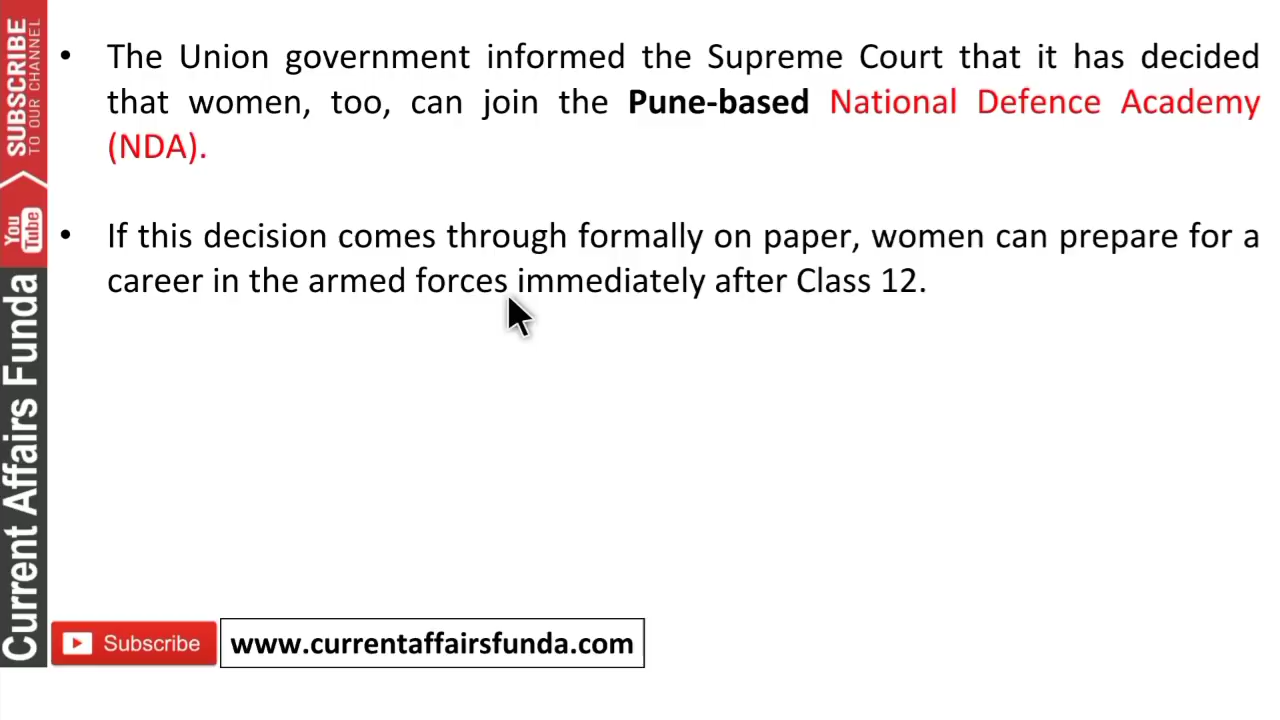 • The Union government informed the Supreme Court that it has decided
that women, too, can join the Pune-based National Defence Academy
(NDA).
• If this decision comes through formally on paper, women can prepare for a
career in the armed forces immediately after Class 12.
SUBSCRIBE
TO OUR CHANNEL
You
Tube
Current Affairs Funda
Subscribe
www.currentaffairsfunda.com